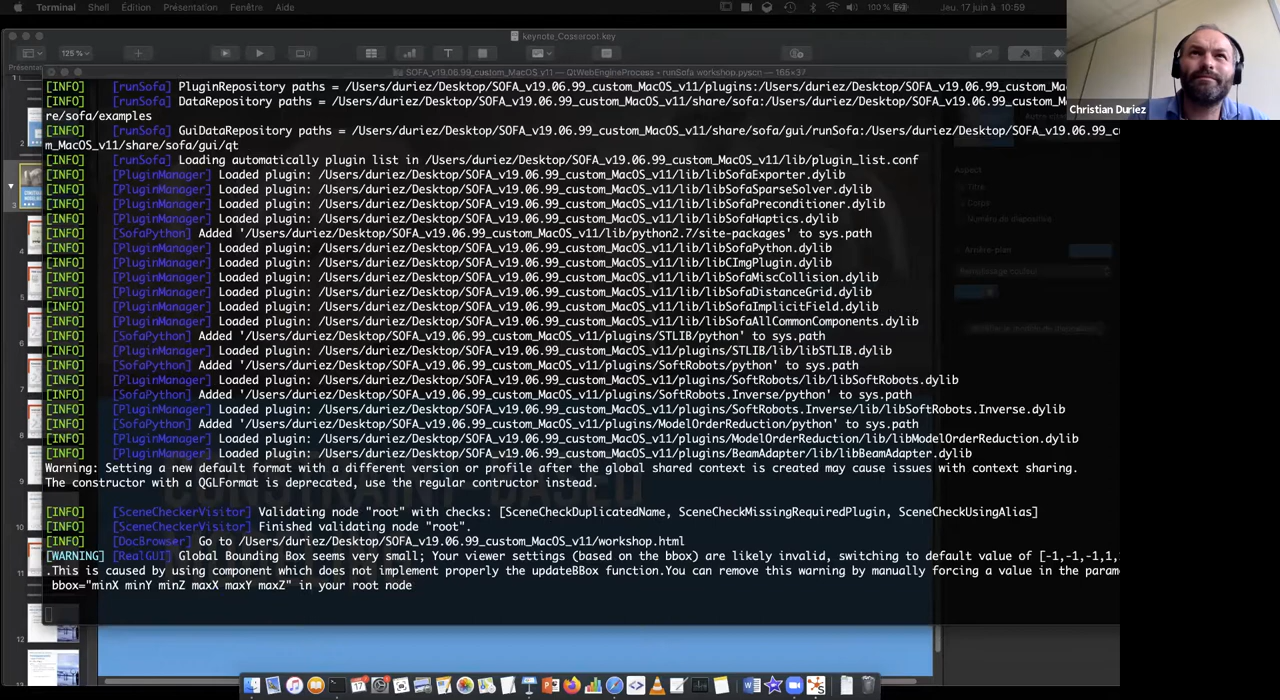 Terminal Shell Édition Présentation Fenêtre Aide 100 % Jeu. 17 juin à 10:59
keynote_Cosseroot.key
125 %
SOFA_v19.06.99_custom_MacOS_v11 — QtWebEngineProcess ◂ runSofa workshop.pyscn — 165×37
Christian Duriez
[INFO] [runSofa] PluginRepository paths = /Users/duriez/Desktop/SOFA_v19.06.99_custom_MacOS_v11/plugins:/Users/duriez/Desktop/SOFA_v19.06.99_custom_MacOS_v11/lib
[INFO] [runSofa] DataRepository paths = /Users/duriez/Desktop/SOFA_v19.06.99_custom_MacOS_v11/share/sofa:/Users/duriez/Desktop/SOFA_v19.06.99_custom_MacOS_v11/sha
re/sofa/examples
[INFO] [runSofa] GuiDataRepository paths = /Users/duriez/Desktop/SOFA_v19.06.99_custom_MacOS_v11/share/sofa/gui/runSofa:/Users/duriez/Desktop/SOFA_v19.06.99_custo
m_MacOS_v11/share/sofa/gui/qt
[INFO] [runSofa] Loading automatically plugin list in /Users/duriez/Desktop/SOFA_v19.06.99_custom_MacOS_v11/lib/plugin_list.conf
[INFO] [PluginManager] Loaded plugin: /Users/duriez/Desktop/SOFA_v19.06.99_custom_MacOS_v11/lib/libSofaExporter.dylib
[INFO] [PluginManager] Loaded plugin: /Users/duriez/Desktop/SOFA_v19.06.99_custom_MacOS_v11/lib/libSofaSparseSolver.dylib
[INFO] [PluginManager] Loaded plugin: /Users/duriez/Desktop/SOFA_v19.06.99_custom_MacOS_v11/lib/libSofaPreconditioner.dylib
[INFO] [PluginManager] Loaded plugin: /Users/duriez/Desktop/SOFA_v19.06.99_custom_MacOS_v11/lib/libSofaHaptics.dylib
[INFO] [SofaPython] Added '/Users/duriez/Desktop/SOFA_v19.06.99_custom_MacOS_v11/lib/python2.7/site-packages' to sys.path
[INFO] [PluginManager] Loaded plugin: /Users/duriez/Desktop/SOFA_v19.06.99_custom_MacOS_v11/lib/libSofaPython.dylib
[INFO] [PluginManager] Loaded plugin: /Users/duriez/Desktop/SOFA_v19.06.99_custom_MacOS_v11/lib/libCImgPlugin.dylib
[INFO] [PluginManager] Loaded plugin: /Users/duriez/Desktop/SOFA_v19.06.99_custom_MacOS_v11/lib/libSofaMiscCollision.dylib
[INFO] [PluginManager] Loaded plugin: /Users/duriez/Desktop/SOFA_v19.06.99_custom_MacOS_v11/lib/libSofaDistanceGrid.dylib
[INFO] [PluginManager] Loaded plugin: /Users/duriez/Desktop/SOFA_v19.06.99_custom_MacOS_v11/lib/libSofaImplicitField.dylib
[INFO] [PluginManager] Loaded plugin: /Users/duriez/Desktop/SOFA_v19.06.99_custom_MacOS_v11/lib/libSofaAllCommonComponents.dylib
[INFO] [SofaPython] Added '/Users/duriez/Desktop/SOFA_v19.06.99_custom_MacOS_v11/plugins/STLIB/python' to sys.path
[INFO] [PluginManager] Loaded plugin: /Users/duriez/Desktop/SOFA_v19.06.99_custom_MacOS_v11/plugins/STLIB/lib/libSTLIB.dylib
[INFO] [SofaPython] Added '/Users/duriez/Desktop/SOFA_v19.06.99_custom_MacOS_v11/plugins/SoftRobots/python' to sys.path
[INFO] [PluginManager] Loaded plugin: /Users/duriez/Desktop/SOFA_v19.06.99_custom_MacOS_v11/plugins/SoftRobots/lib/libSoftRobots.dylib
[INFO] [SofaPython] Added '/Users/duriez/Desktop/SOFA_v19.06.99_custom_MacOS_v11/plugins/SoftRobots.Inverse/python' to sys.path
[INFO] [PluginManager] Loaded plugin: /Users/duriez/Desktop/SOFA_v19.06.99_custom_MacOS_v11/plugins/SoftRobots.Inverse/lib/libSoftRobots.Inverse.dylib
[INFO] [SofaPython] Added '/Users/duriez/Desktop/SOFA_v19.06.99_custom_MacOS_v11/plugins/ModelOrderReduction/python' to sys.path
[INFO] [PluginManager] Loaded plugin: /Users/duriez/Desktop/SOFA_v19.06.99_custom_MacOS_v11/plugins/ModelOrderReduction/lib/libModelOrderReduction.dylib
[INFO] [PluginManager] Loaded plugin: /Users/duriez/Desktop/SOFA_v19.06.99_custom_MacOS_v11/plugins/BeamAdapter/lib/libBeamAdapter.dylib
Warning: Setting a new default format with a different version or profile after the global shared context is created may cause issues with context sharing.
The constructor with a QGLFormat is deprecated, use the regular contructor instead.
CONSTRAINT BASED
[INFO] [SceneCheckerVisitor] Validating node "root" with checks: [SceneCheckDuplicatedName, SceneCheckMissingRequiredPlugin, SceneCheckUsingAlias]
[INFO] [SceneCheckerVisitor] Finished validating node "root".
[INFO] [DocBrowser] Go to /Users/duriez/Desktop/SOFA_v19.06.99_custom_MacOS_v11/workshop.html
[WARNING] [RealGUI] Global Bounding Box seems very small; Your viewer settings (based on the bbox) are likely invalid, switching to default value of [-1,-1,-1,1,
.This is caused by using component which does not implement properly the updateBBox function.You can remove this warning by manually forcing a value in the param
bbox="minX minY minZ maxX maxY maxZ" in your root node